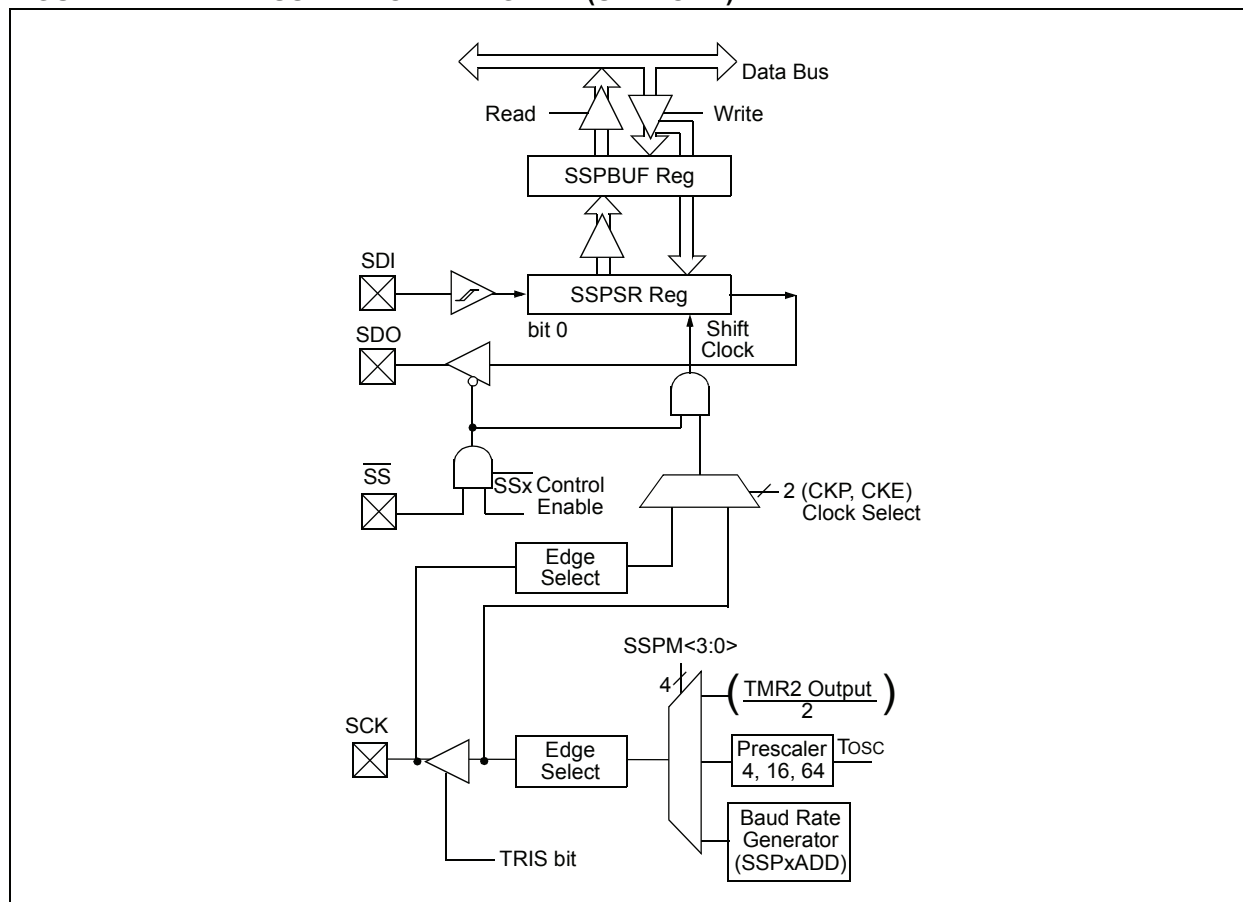 Data Bus
Read
Write
SSPBUF Reg
SDI
SSPSR Reg
bit 0
Shift
Clock
SDO
SS
SSx Control
Enable
2 (CKP, CKE)
Clock Select
Edge
Select
SSPM<3:0>
4
(TMR2 Output)
2
SCK
Edge
Select
Prescaler
4, 16, 64
TOSC
Baud Rate
Generator
(SSPxADD)
TRIS bit